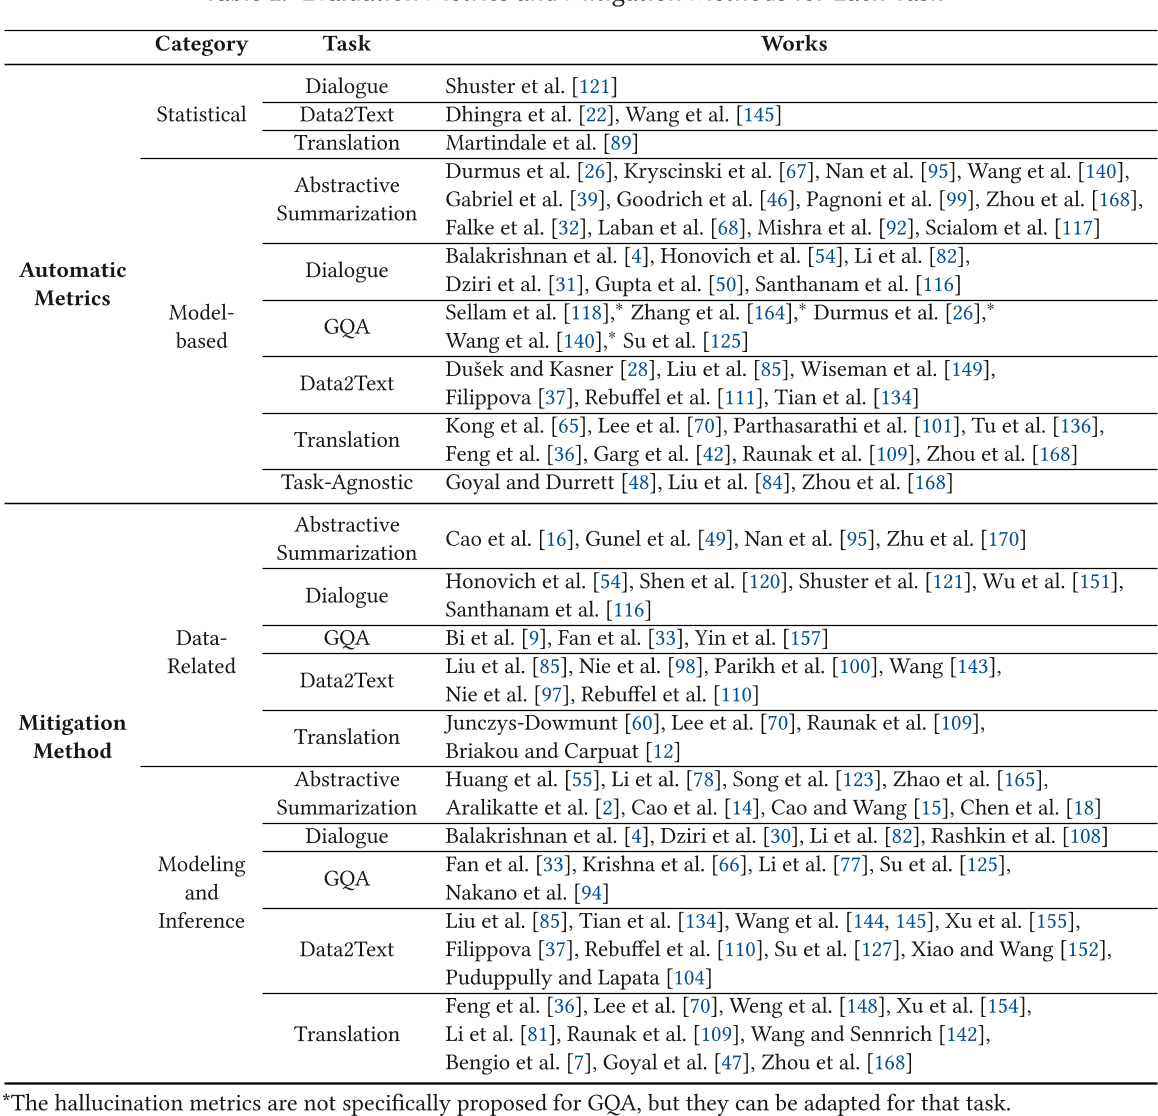 Table 1. Evaluation Metrics and Mitigation Methods for Each Task
Category Task Works
Automatic
Metrics
Statistical
Dialogue Shuster et al. [121]
Data2Text Dhingra et al. [22], Wang et al. [145]
Translation Martindale et al. [89]
Model-
based
Abstractive
Summarization
Durmus et al. [26], Kryscinski et al. [67], Nan et al. [95], Wang et al. [140],
Gabriel et al. [39], Goodrich et al. [46], Pagnoni et al. [99], Zhou et al. [168],
Falke et al. [32], Laban et al. [68], Mishra et al. [92], Scialom et al. [117]
Dialogue
Balakrishnan et al. [4], Honovich et al. [54], Li et al. [82],
Dziri et al. [31], Gupta et al. [50], Santhanam et al. [116]
GQA
Sellam et al. [118],* Zhang et al. [164],* Durmus et al. [26],*
Wang et al. [140],* Su et al. [125]
Data2Text
Dušek and Kasner [28], Liu et al. [85], Wiseman et al. [149],
Filippova [37], Rebuffel et al. [111], Tian et al. [134]
Translation
Kong et al. [65], Lee et al. [70], Parthasarathi et al. [101], Tu et al. [136],
Feng et al. [36], Garg et al. [42], Raunak et al. [109], Zhou et al. [168]
Task-Agnostic Goyal and Durrett [48], Liu et al. [84], Zhou et al. [168]
Mitigation
Method
Data-
Related
Abstractive
Summarization
Cao et al. [16], Gunel et al. [49], Nan et al. [95], Zhu et al. [170]
Dialogue
Honovich et al. [54], Shen et al. [120], Shuster et al. [121], Wu et al. [151],
Santhanam et al. [116]
GQA Bi et al. [9], Fan et al. [33], Yin et al. [157]
Data2Text
Liu et al. [85], Nie et al. [98], Parikh et al. [100], Wang [143],
Nie et al. [97], Rebuffel et al. [110]
Translation
Junczys-Dowmunt [60], Lee et al. [70], Raunak et al. [109],
Briakou and Carpuat [12]
Modeling
and
Inference
Abstractive
Summarization
Huang et al. [55], Li et al. [78], Song et al. [123], Zhao et al. [165],
Aralikatte et al. [2], Cao et al. [14], Cao and Wang [15], Chen et al. [18]
Dialogue Balakrishnan et al. [4], Dziri et al. [30], Li et al. [82], Rashkin et al. [108]
GQA
Fan et al. [33], Krishna et al. [66], Li et al. [77], Su et al. [125],
Nakano et al. [94]
Data2Text
Liu et al. [85], Tian et al. [134], Wang et al. [144, 145], Xu et al. [155],
Filippova [37], Rebuffel et al. [110], Su et al. [127], Xiao and Wang [152],
Puduppully and Lapata [104]
Translation
Feng et al. [36], Lee et al. [70], Weng et al. [148], Xu et al. [154],
Li et al. [81], Raunak et al. [109], Wang and Sennrich [142],
Bengio et al. [7], Goyal et al. [47], Zhou et al. [168]
*The hallucination metrics are not specifically proposed for GQA, but they can be adapted for that task.